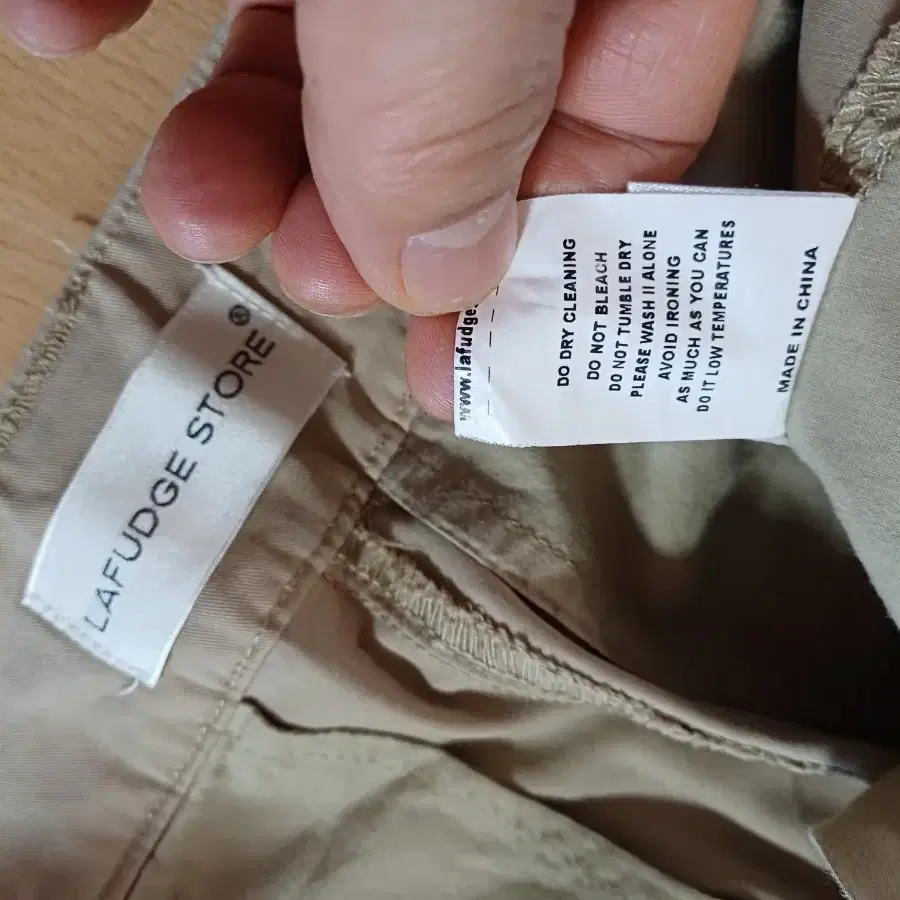 LAFUDGE STORE®
www.lafudge
DO DRY CLEANING
DO NOT BLEACH
DO NOT TUMBLE DRY
PLEASE WASH II ALONE
AVOID IRONING
AS MUCH AS YOU CAN
DO IT LOW TEMPERATURES
MADE IN CHINA